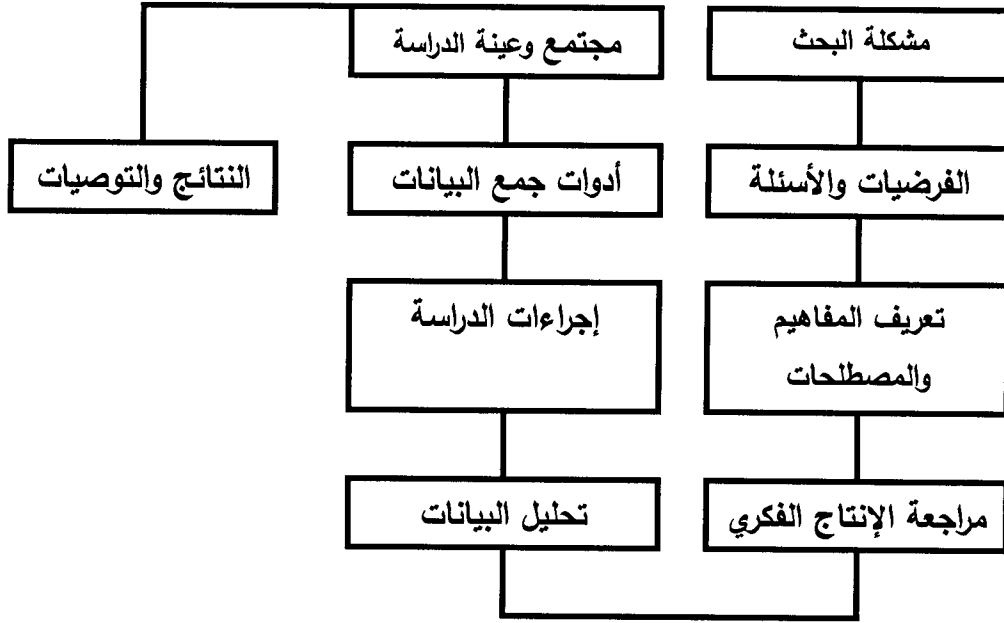 مشكلة البحث
الفرضيات والأسئلة
تعريف المفاهيم
والمصطلحات
مراجعة الإنتاج الفكري
مجتمع وعينة الدراسة
أدوات جمع البيانات
إجراءات الدراسة
تحليل البيانات
النتائج والتوصيات